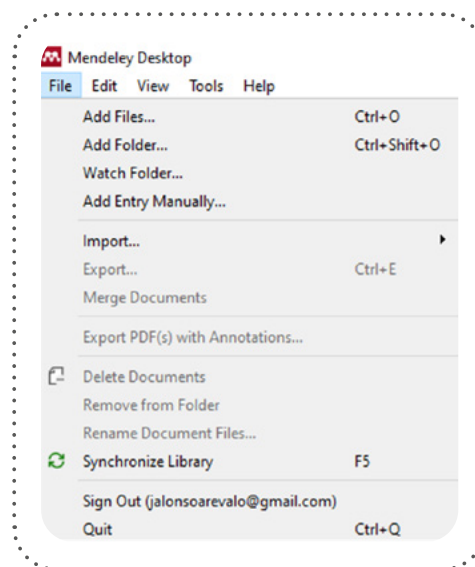 Mendeley Desktop
File Edit View Tools Help
Add Files... Ctrl+O
Add Folder... Ctrl+Shift+O
Watch Folder...
Add Entry Manually...
Import...
Export... Ctrl+E
Merge Documents
Export PDF(s) with Annotations...
Delete Documents
Remove from Folder
Rename Document Files...
Synchronize Library F5
Sign Out (jalonsoarevalo@gmail.com)
Quit Ctrl+Q